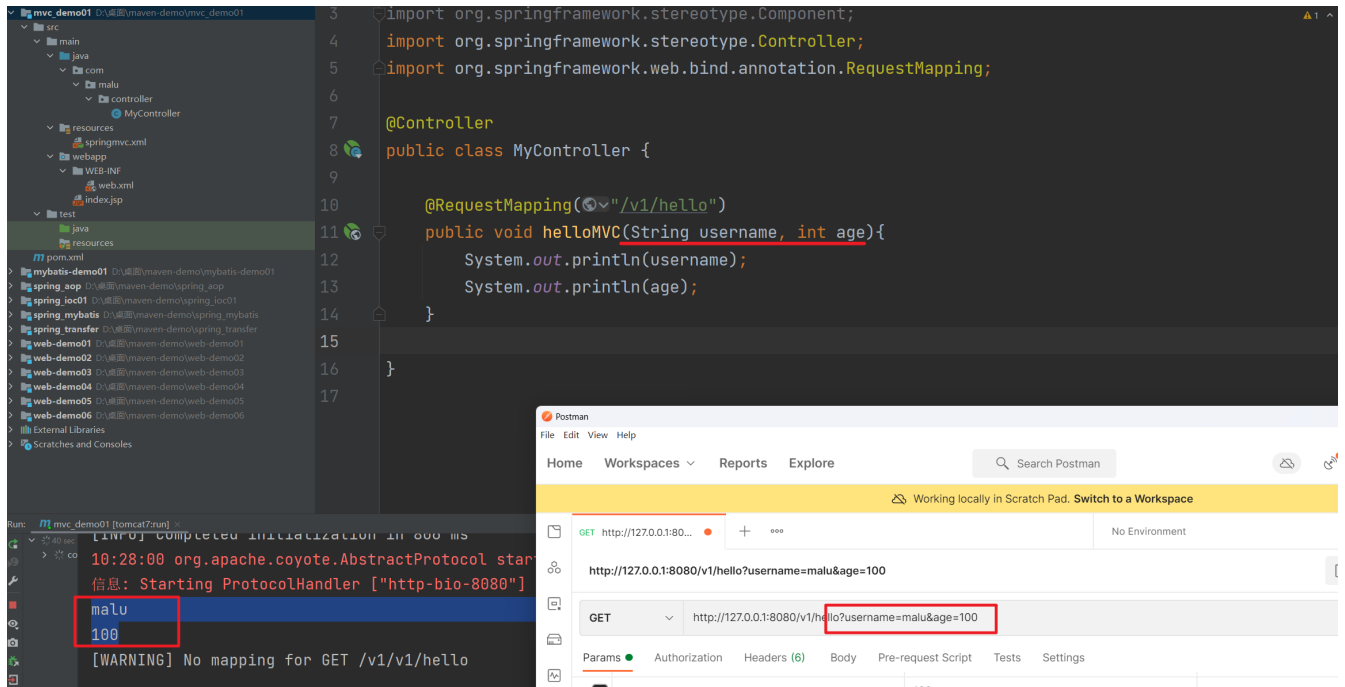 mvc_demo01 D:\桌面\maven-demo\mvc_demo01
src
main
java
com
malu
controller
MyController
resources
springmvc.xml
webapp
WEB-INF
web.xml
index.jsp
test
java
resources
pom.xml
mybatis-demo01 D:\桌面\maven-demo\mybatis-demo01
spring_aop D:\桌面\maven-demo\spring_aop
spring_ioc01 D:\桌面\maven-demo\spring_ioc01
spring_mybatis D:\桌面\maven-demo\spring_mybatis
spring_transfer D:\桌面\maven-demo\spring_transfer
web-demo01 D:\桌面\maven-demo\web-demo01
web-demo02 D:\桌面\maven-demo\web-demo02
web-demo03 D:\桌面\maven-demo\web-demo03
web-demo04 D:\桌面\maven-demo\web-demo04
web-demo05 D:\桌面\maven-demo\web-demo05
web-demo06 D:\桌面\maven-demo\web-demo06
External Libraries
Scratches and Consoles
3 import org.springframework.stereotype.Component;
4 import org.springframework.stereotype.Controller;
5 import org.springframework.web.bind.annotation.RequestMapping;
6
7 @Controller
8 public class MyController {
9
10 @RequestMapping("/v1/hello")
11 public void helloMVC(String username, int age){
12 System.out.println(username);
13 System.out.println(age);
14 }
15
16 }
17
1
Run: mvc_demo01 [tomcat7:run]
40 sec
co
[INFO] Completed initialization in 806 ms
10:28:00 org.apache.coyote.AbstractProtocol star
信息: Starting ProtocolHandler ["http-bio-8080"]
malu
100
[WARNING] No mapping for GET /v1/v1/hello
Postman
File Edit View Help
Home Workspaces Reports Explore Search Postman
Working locally in Scratch Pad. Switch to a Workspace
GET http://127.0.0.1:80... No Environment
http://127.0.0.1:8080/v1/hello?username=malu&age=100
GET http://127.0.0.1:8080/v1/hello?username=malu&age=100
Params Authorization Headers (6) Body Pre-request Script Tests Settings